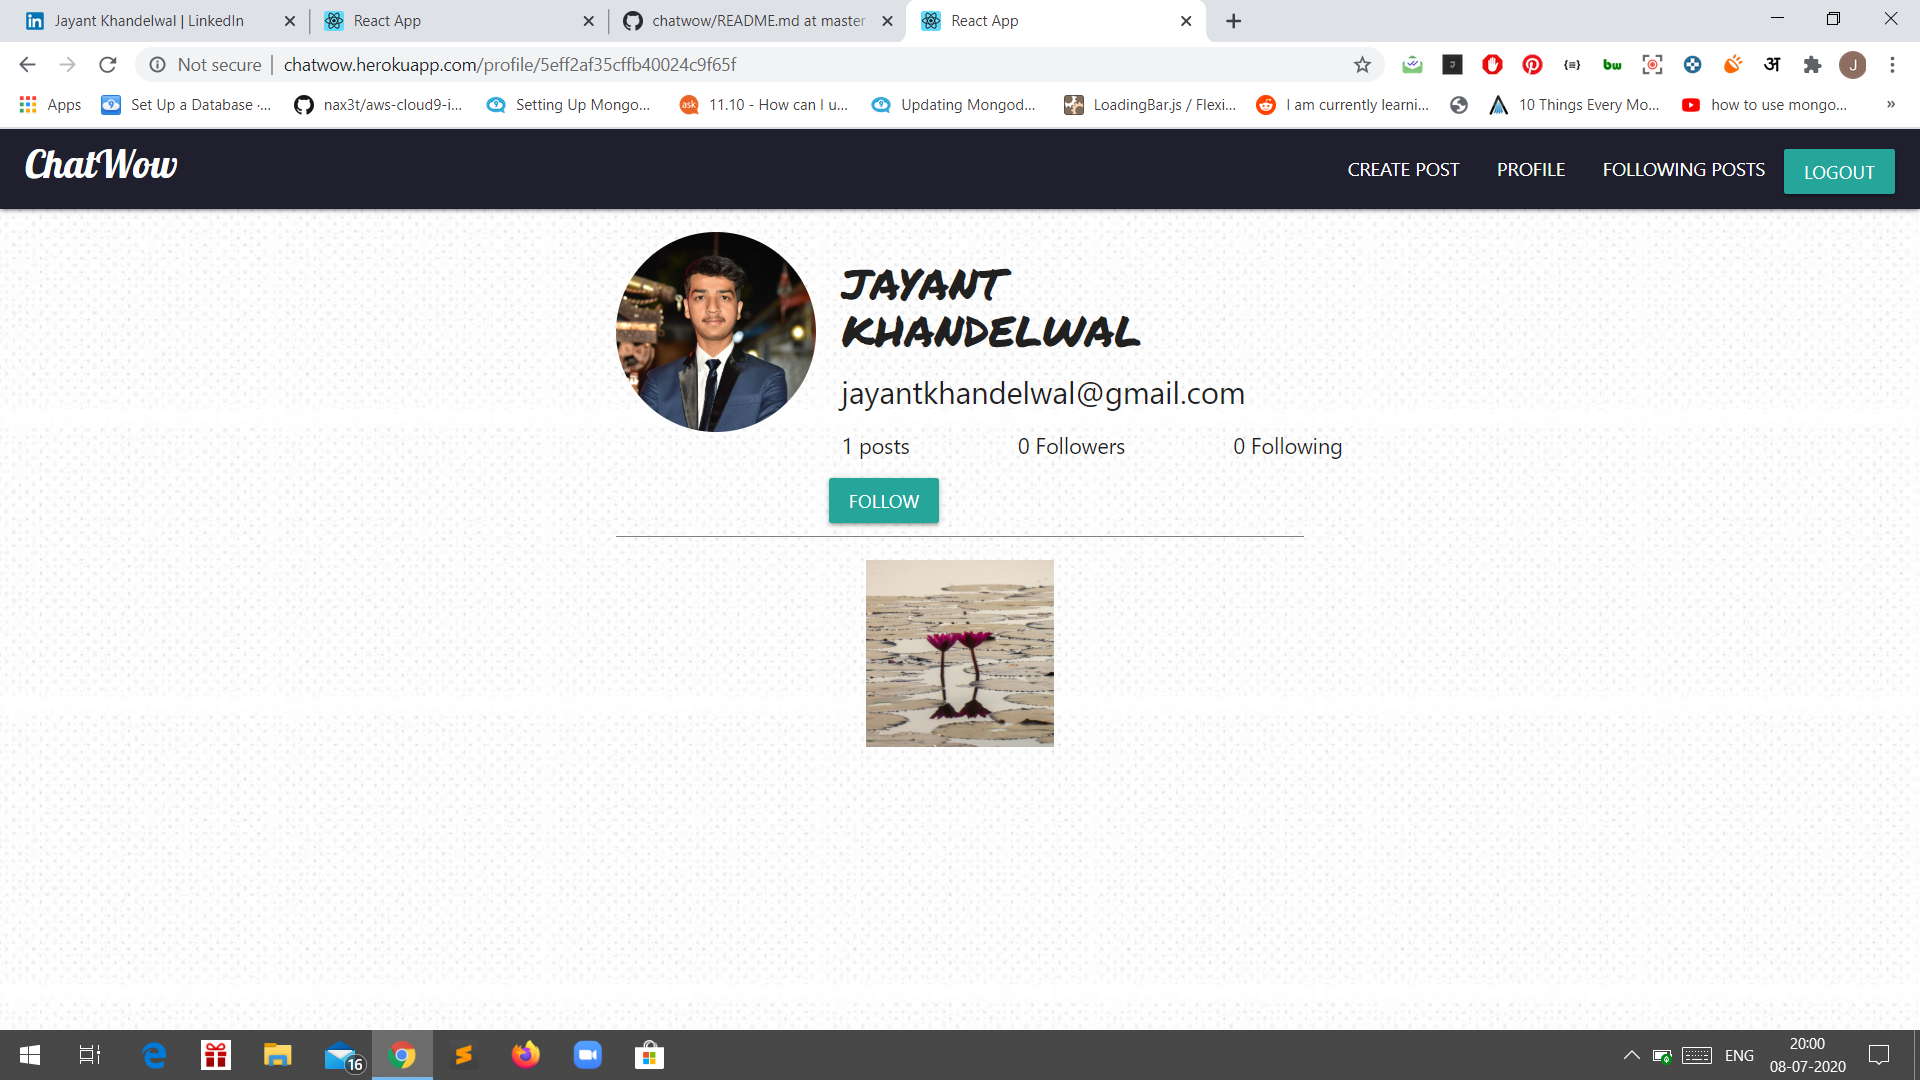 Jayant Khandelwal | LinkedIn
React App
chatwow/README.md at master
React App
Not secure
chatwow.herokuapp.com/profile/5eff2af35cffb40024c9f65f
bw
अ
J
Apps
Set Up a Database ·...
nax3t/aws-cloud9-i...
Setting Up Mongo...
ask
11.10 - How can I u...
Updating Mongod...
LoadingBar.js / Flexi...
I am currently learni...
10 Things Every Mo...
how to use mongo...
»
ChatWow
CREATE POST
PROFILE
FOLLOWING POSTS
LOGOUT
JAYANT
KHANDELWAL
jayantkhandelwal@gmail.com
1 posts
0 Followers
0 Following
FOLLOW
16
ENG
20:00
08-07-2020